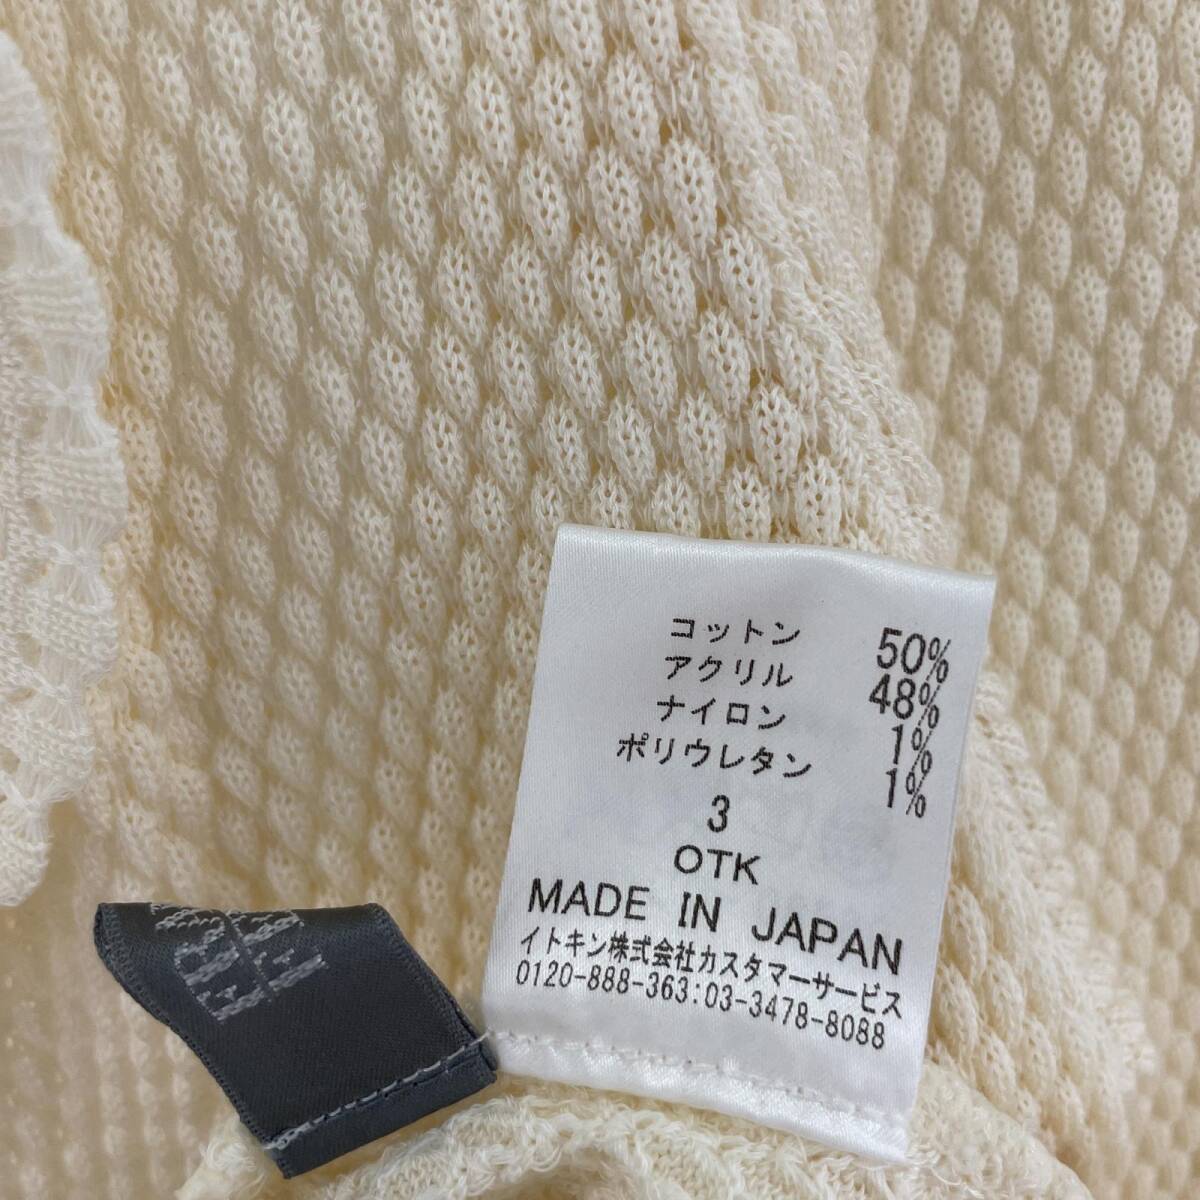 コットン 50%
アクリル 48%
ナイロン 1%
ポリウレタン 1%
3
OTK
MADE IN JAPAN
イトキン株式会社カスタマーサービス
0120-888-363:03-3478-8088